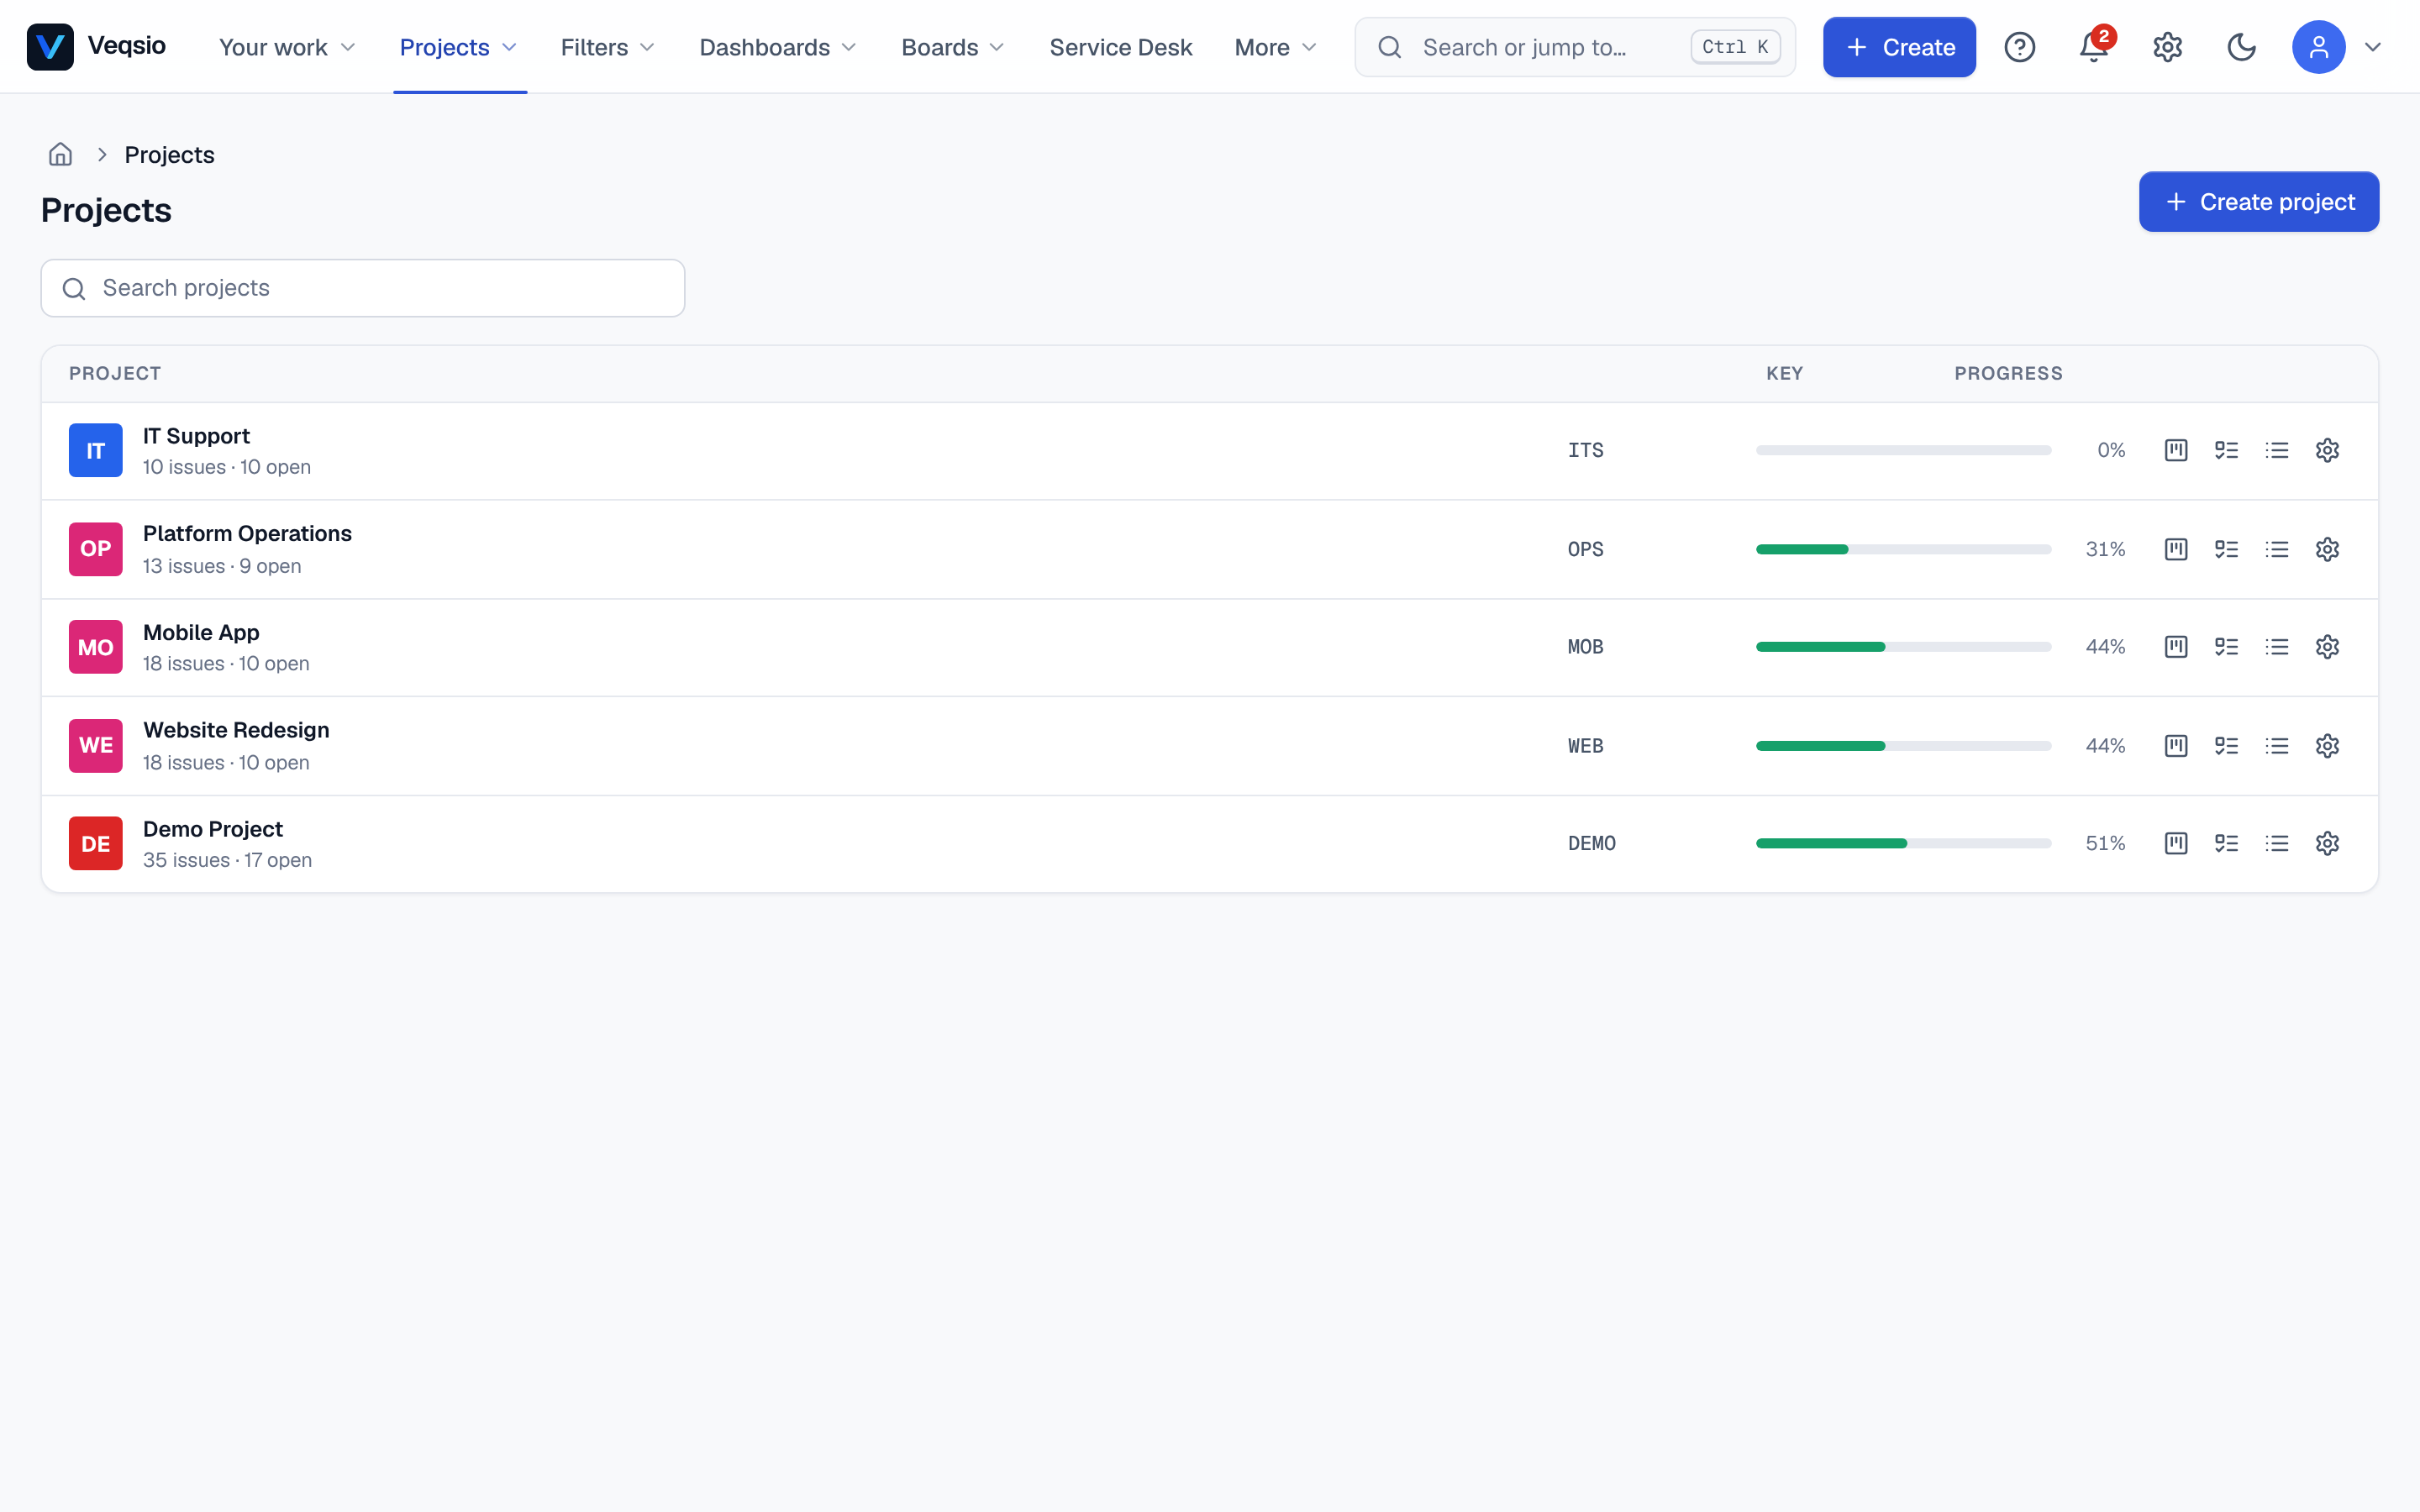 Veqsio Your work Projects Filters Dashboards Boards Service Desk More Search or jump to... Ctrl K + Create 2
Projects
Projects
+ Create project
Search projects
PROJECT KEY PROGRESS
IT IT Support ITS 0%
10 issues · 10 open
OP Platform Operations OPS 31%
13 issues · 9 open
MO Mobile App MOB 44%
18 issues · 10 open
WE Website Redesign WEB 44%
18 issues · 10 open
DE Demo Project DEMO 51%
35 issues · 17 open